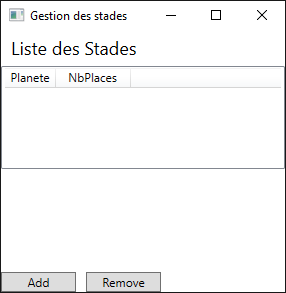 Gestion des stades
Liste des Stades
Planete NbPlaces
Add Remove